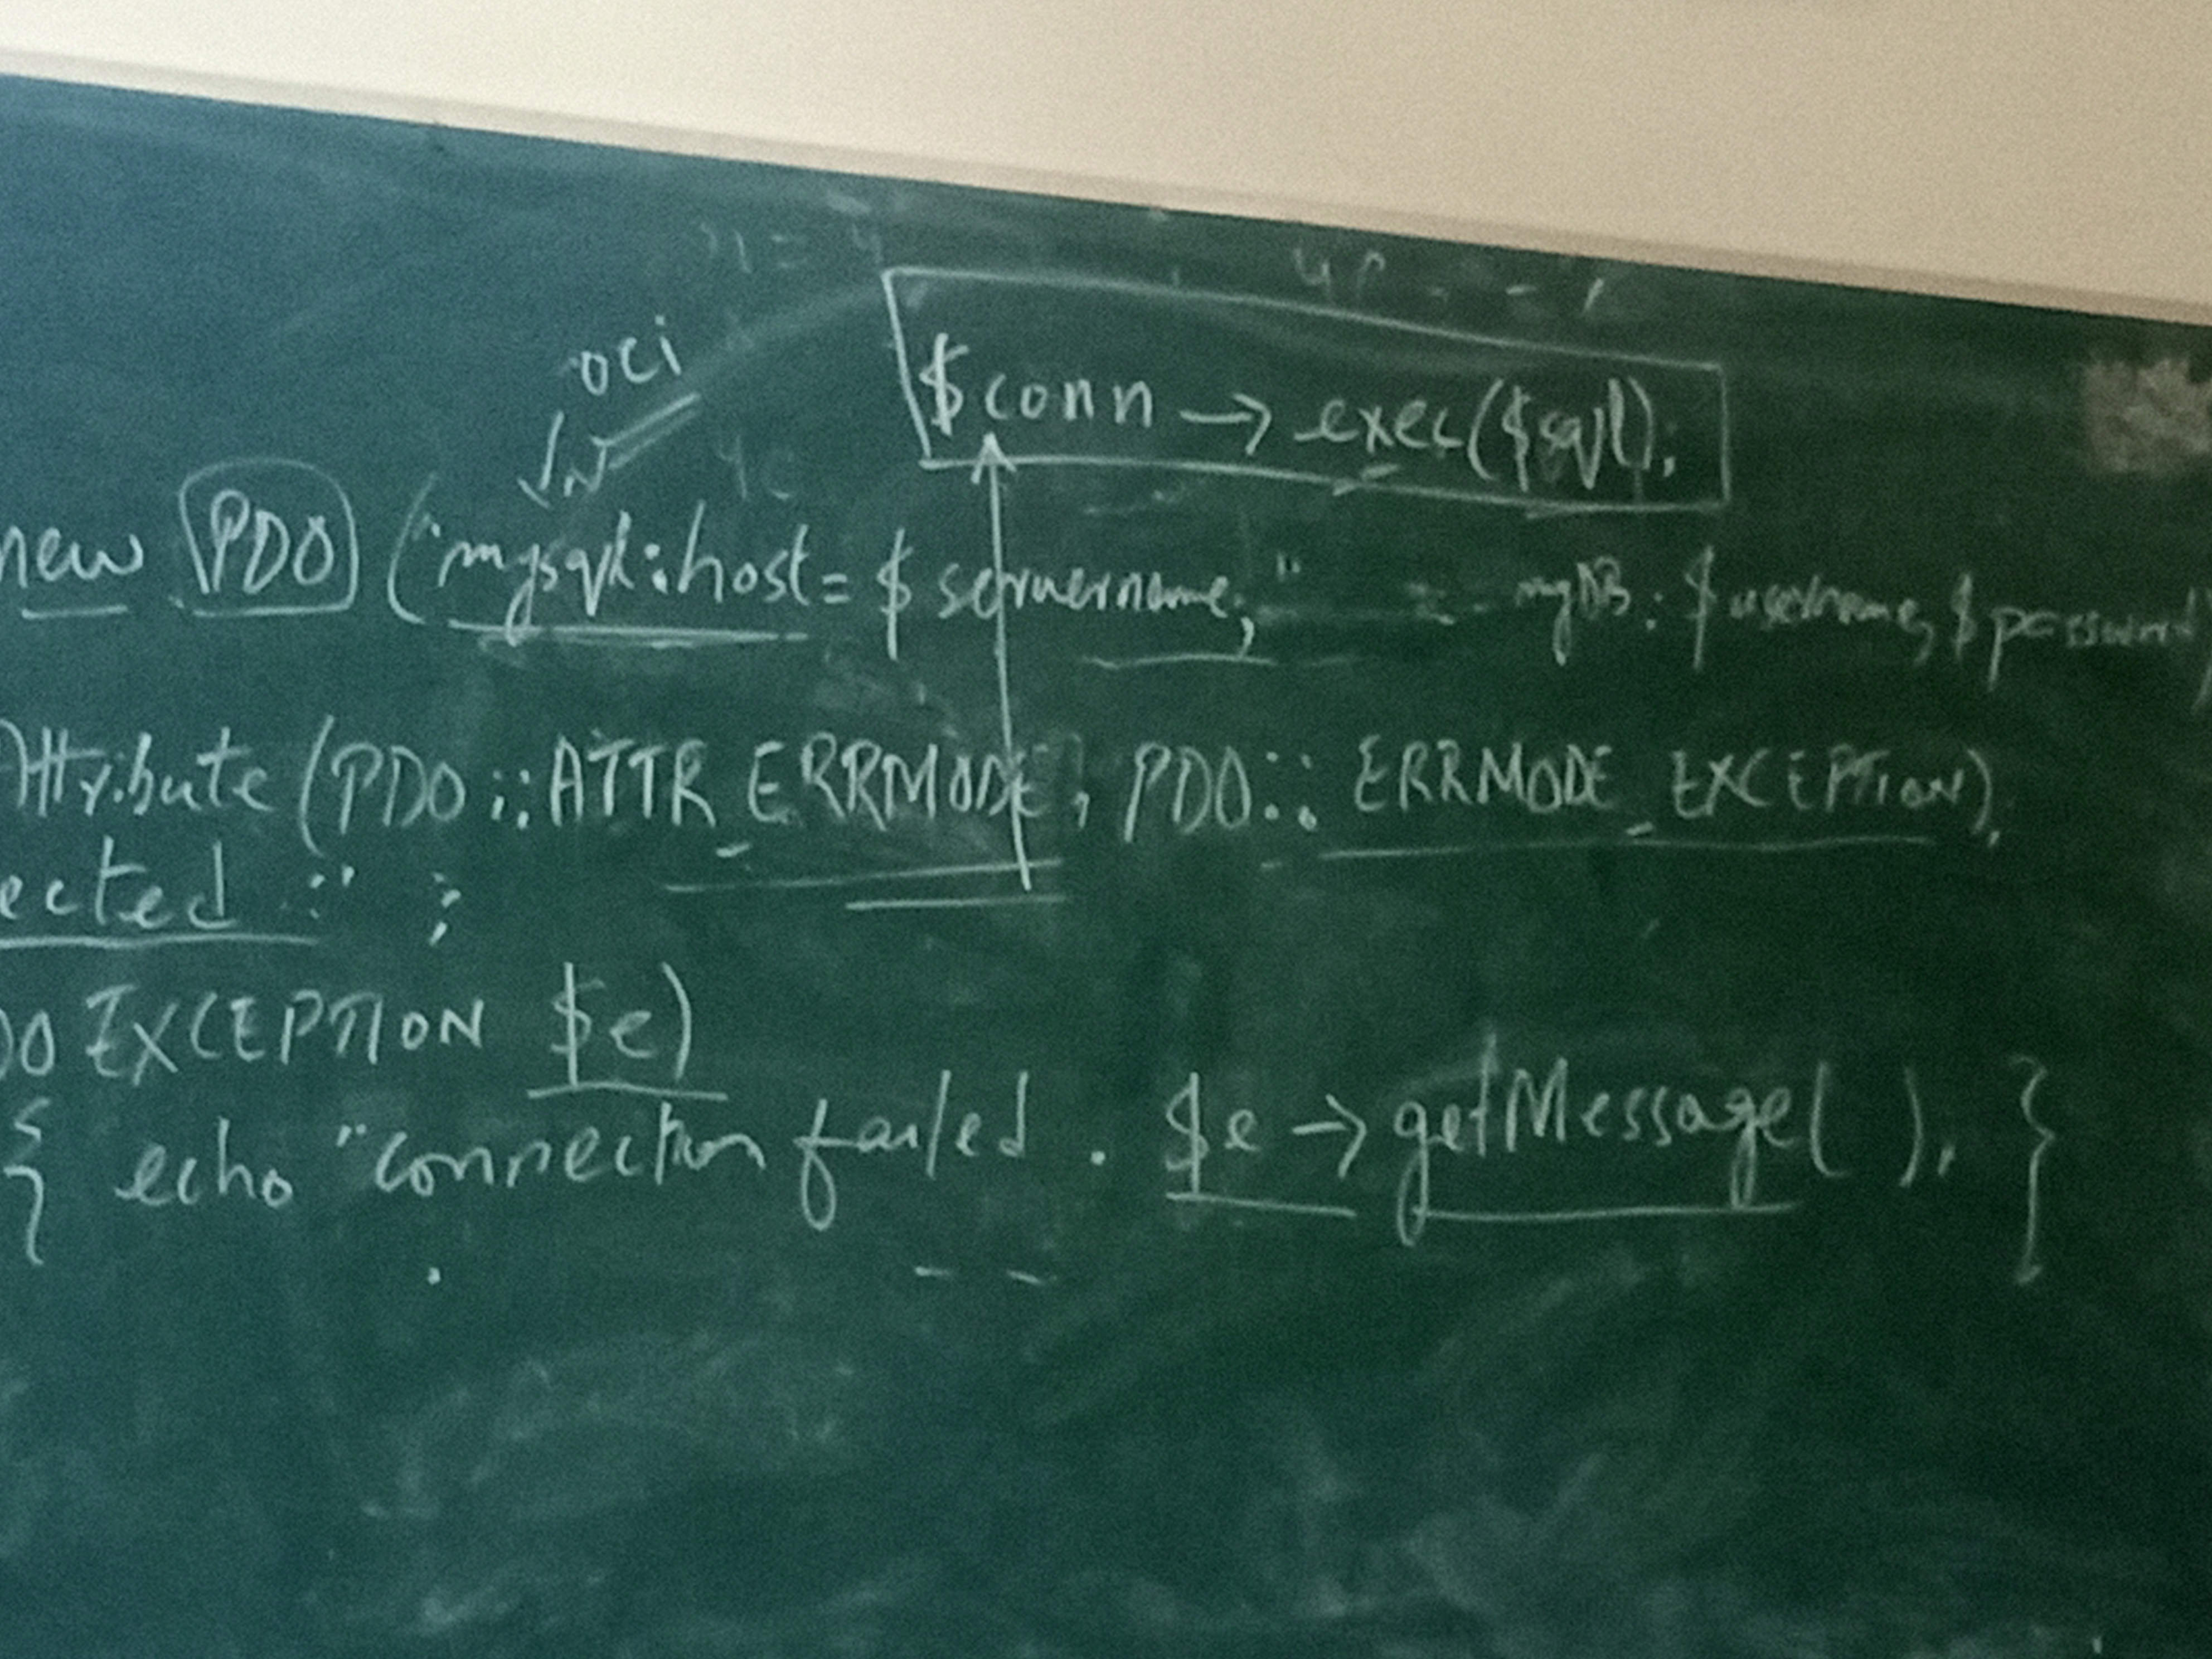 oci
$conn → exec($sql);
new PDO ("mysql:host = $servername;" myDB: $username, $password)
Attribute (PDO :: ATTR_ERRMODE, PDO:: ERRMODE_EXCEPTION),
ected " ;
DO EXCEPTION $e)
{ echo "connection failed . $e → getMessage( ), }